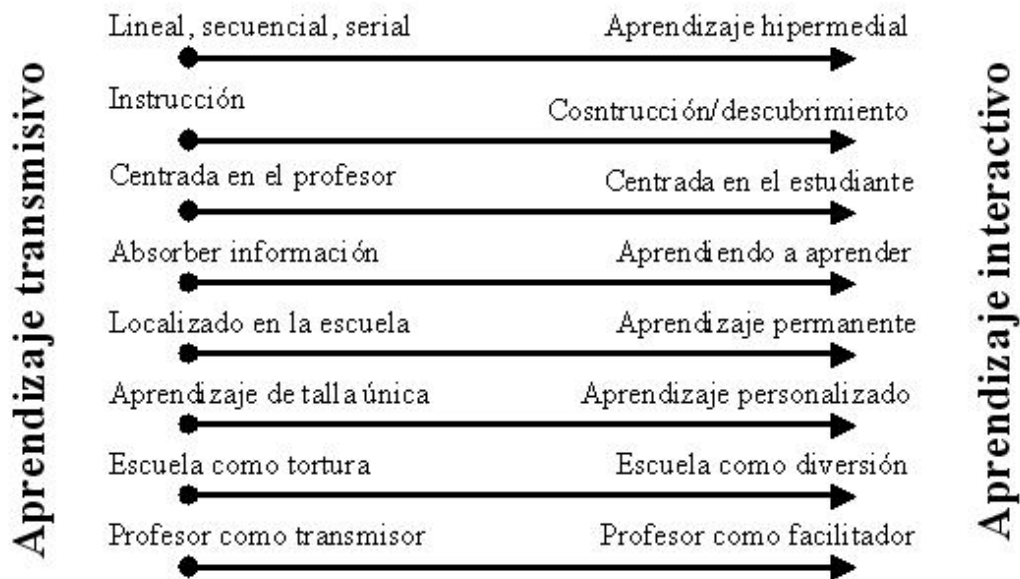 Aprendizaje transmisivo
Lineal, secuencial, serial Aprendizaje hipermedial
Instrucción Cosntrucción/descubrimiento
Centrada en el profesor Centrada en el estudiante
Absorber información Aprendiendo a aprender
Localizado en la escuela Aprendizaje permanente
Aprendizaje de talla única Aprendizaje personalizado
Escuela como tortura Escuela como diversión
Profesor como transmisor Profesor como facilitador
Aprendizaje interactivo